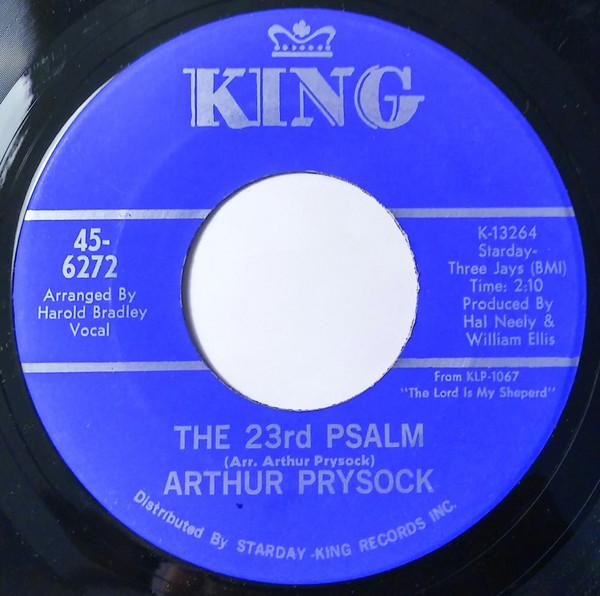 KING
45-
6272
Arranged By
Harold Bradley
Vocal
K-13264
Starday-
Three Jays (BMI)
Time: 2:10
Produced By
Hal Neely &
William Ellis
From KLP-1067
"The Lord Is My Sheperd"
THE 23rd PSALM
(Arr. Arthur Prysock)
ARTHUR PRYSOCK
Distributed By STARDAY-KING RECORDS INC.